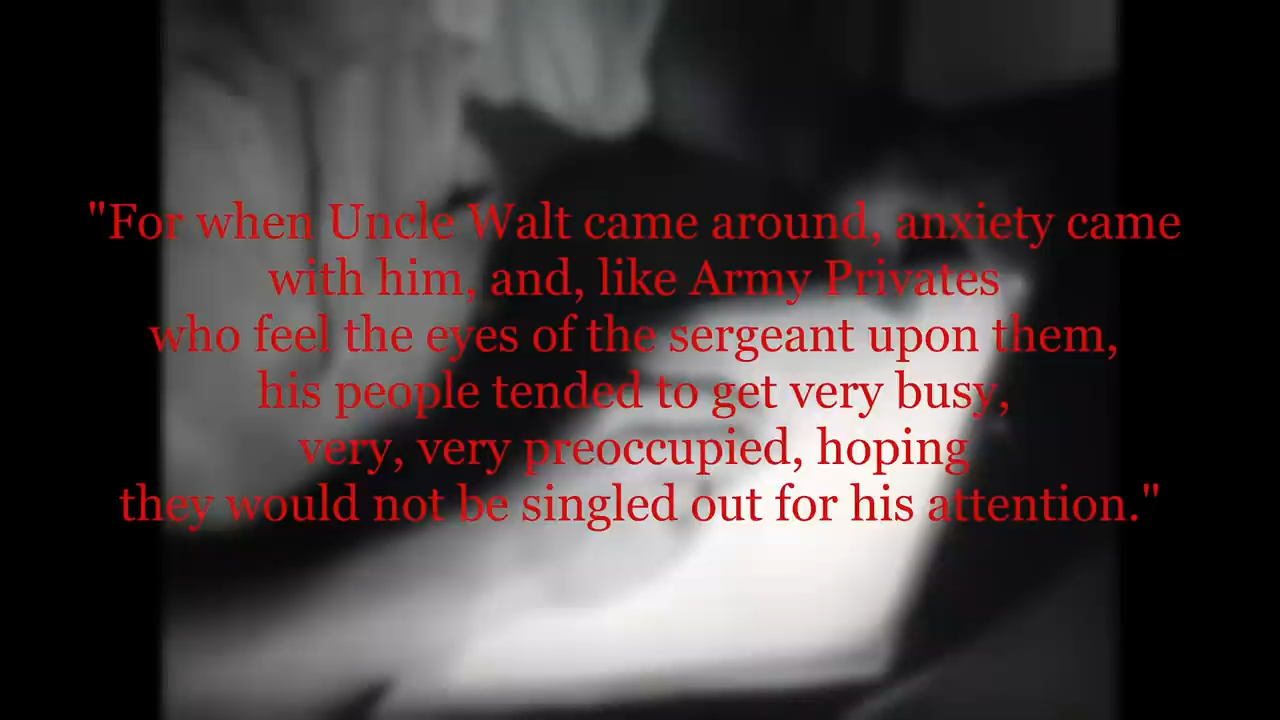 "For when Uncle Walt came around, anxiety came
with him, and, like Army Privates
who feel the eyes of the sergeant upon them,
his people tended to get very busy,
very, very preoccupied, hoping
they would not be singled out for his attention."